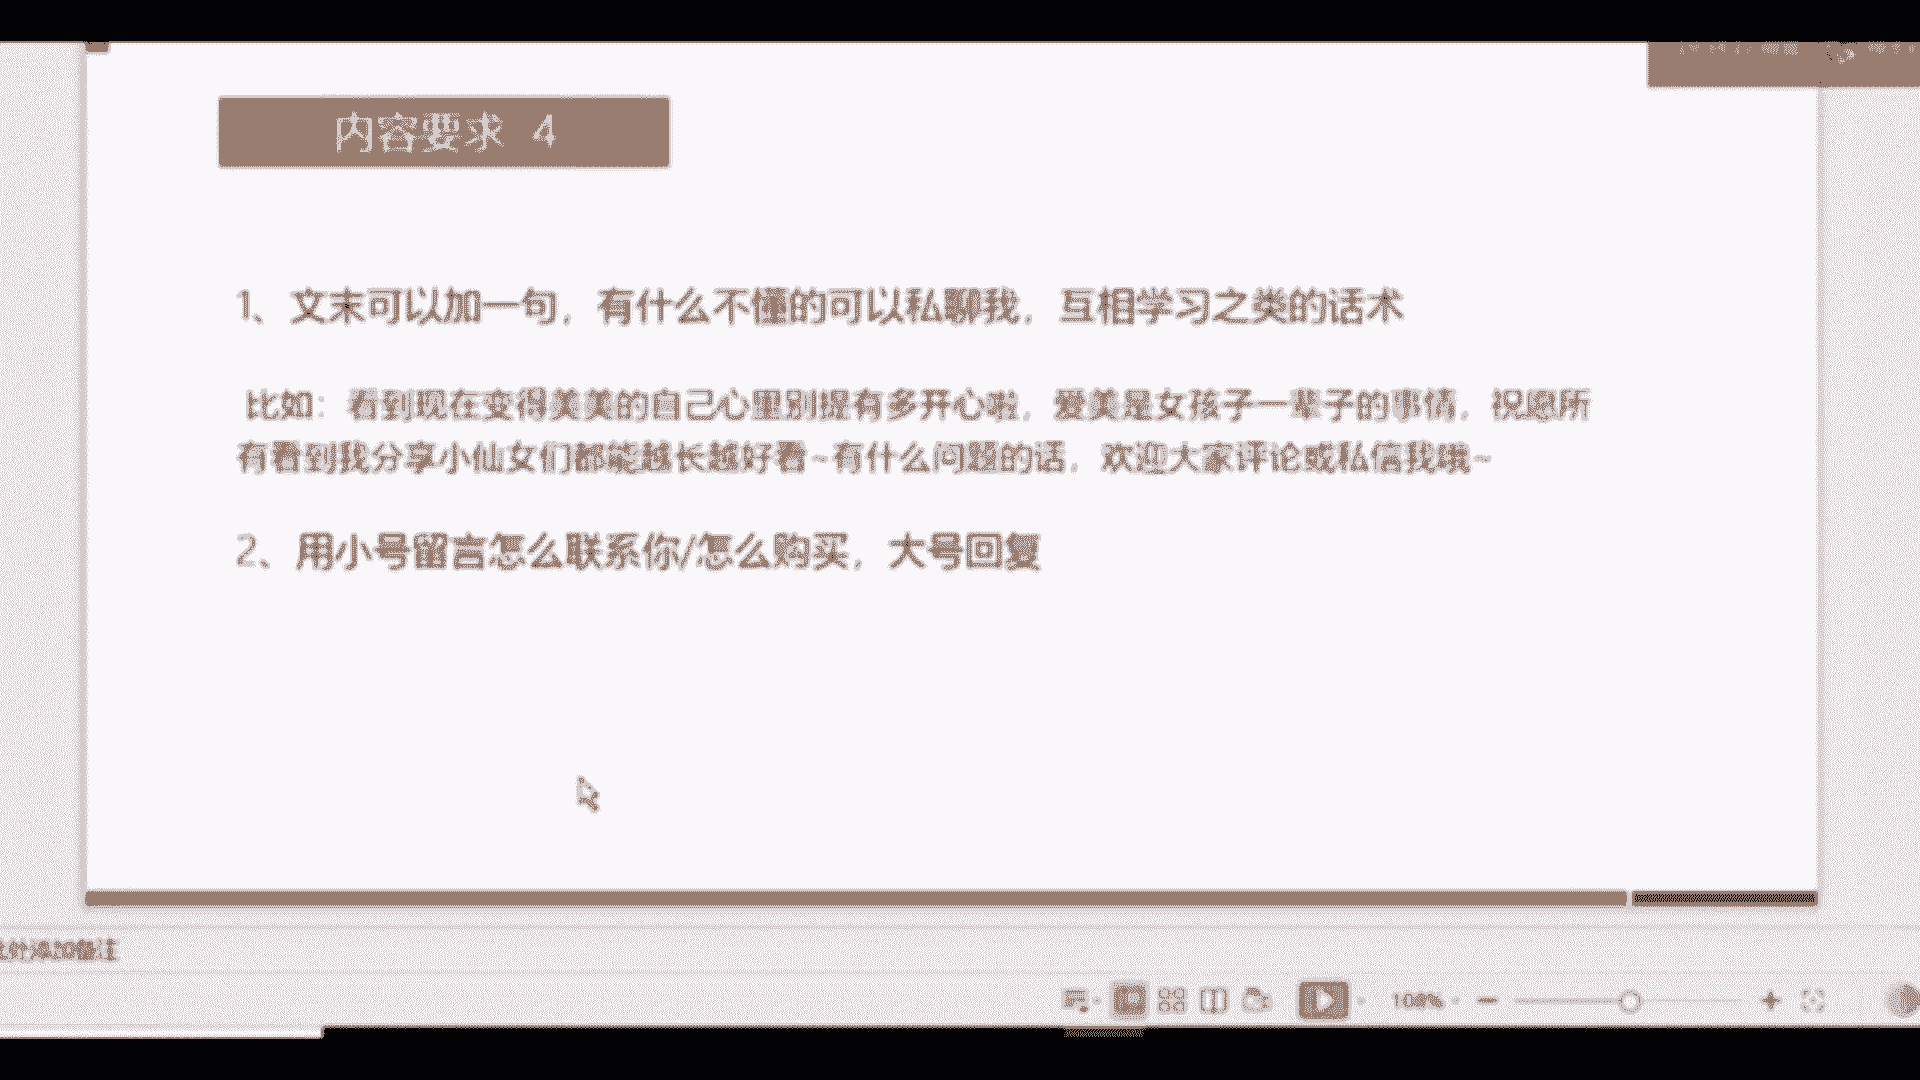 内容要求 4
1、文末可以加一句，有什么不懂的可以私聊我，互相学习之类的话术
比如：看到现在变得美美的自己心里别提有多开心啦，爱美是女孩子一辈子的事情，祝愿所
有看到我分享小仙女们都能越长越好看~有什么问题的话，欢迎大家评论或私信我哦~
2、用小号留言怎么联系你/怎么购买，大号回复
添加备注
108%